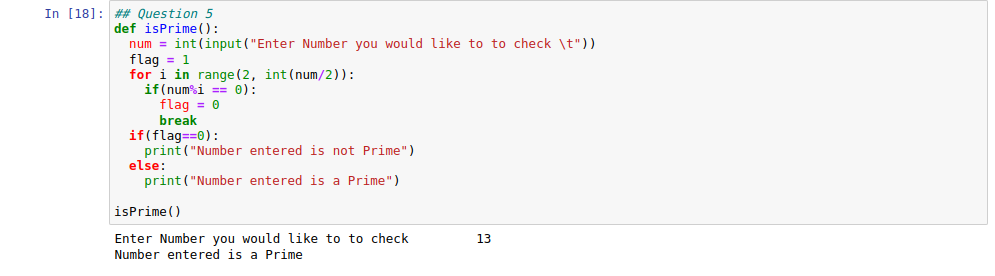 In [18]: ## Question 5
def isPrime():
  num = int(input("Enter Number you would like to to check \t"))
  flag = 1
  for i in range(2, int(num/2)):
    if(num%i == 0):
      flag = 0
      break
  if(flag==0):
    print("Number entered is not Prime")
  else:
    print("Number entered is a Prime")

isPrime()
Enter Number you would like to to check 	13
Number entered is a Prime